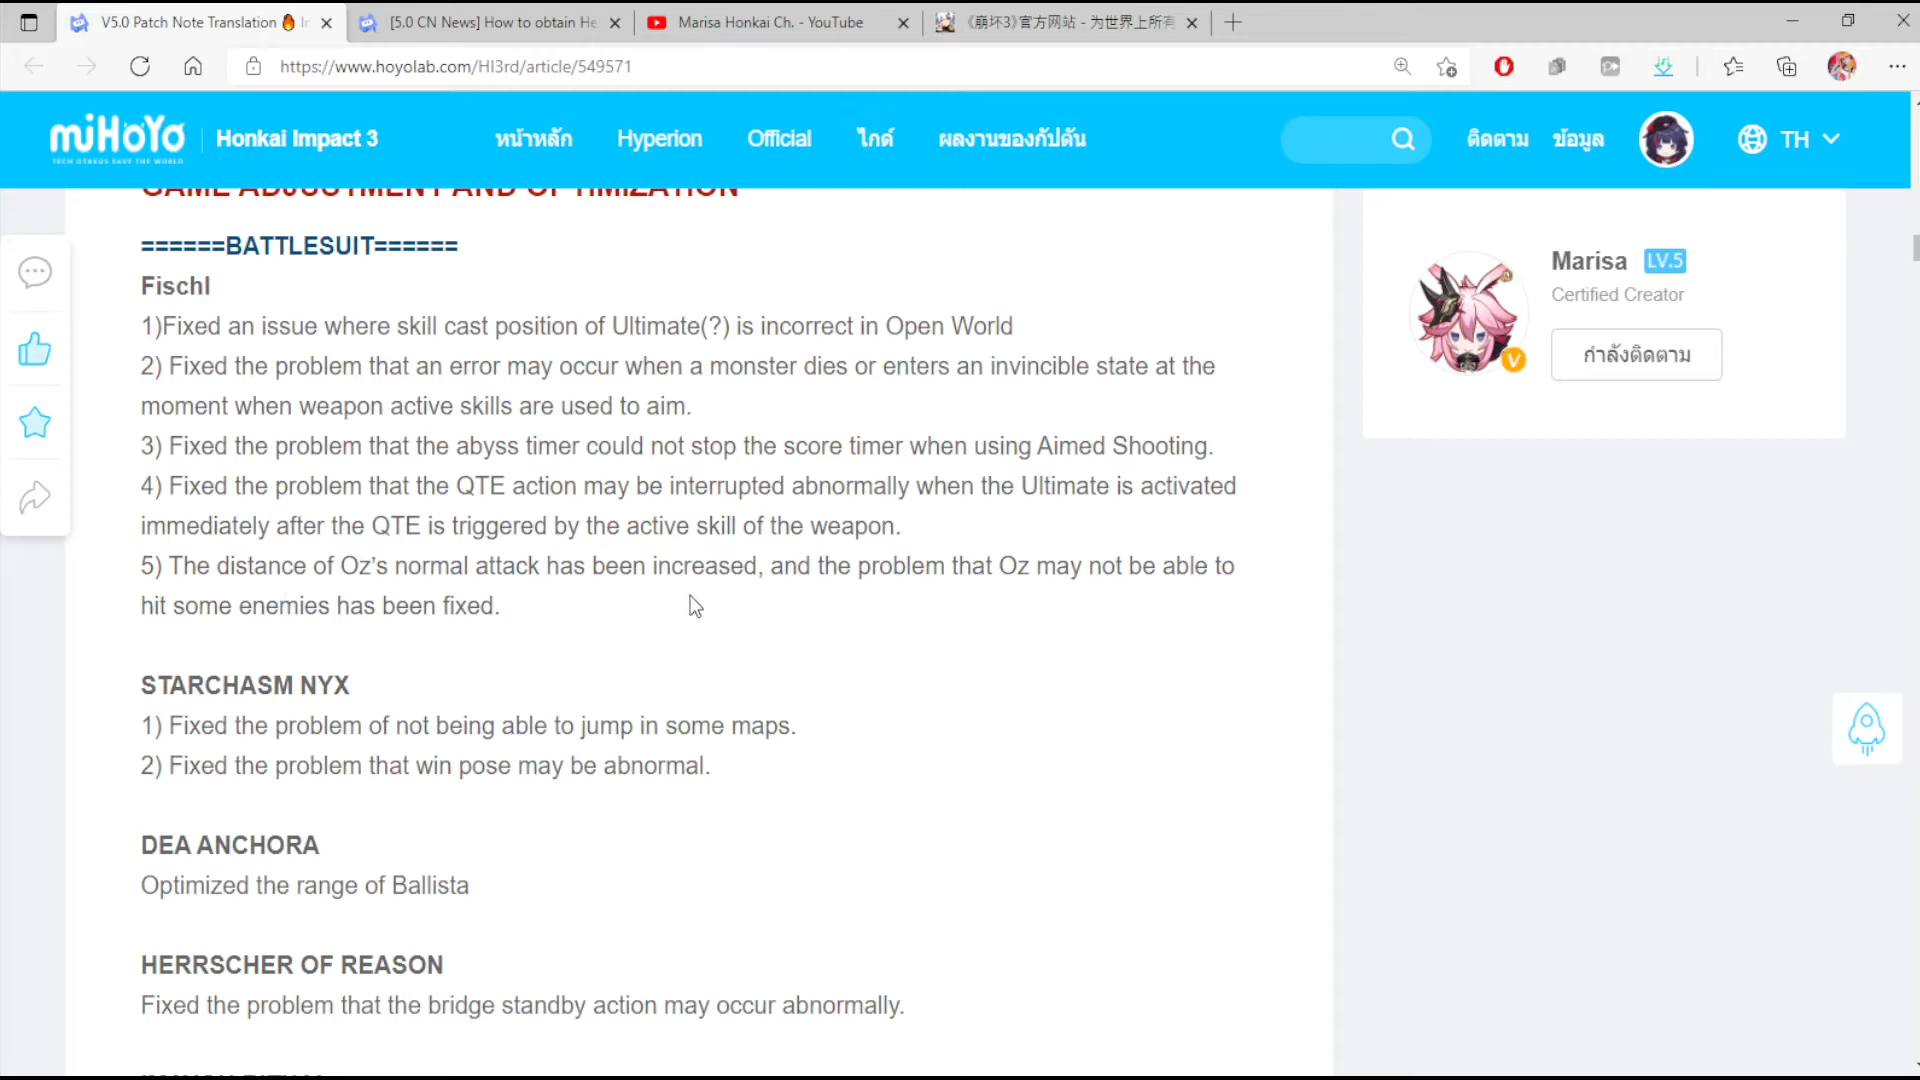 V5.0 Patch Note Translation 🔥 I
[5.0 CN News] How to obtain He
Marisa Honkai Ch. - YouTube
《崩坏3》官方网站 - 为世界上所有
https://www.hoyolab.com/HI3rd/article/549571
miHoYo
TECH OTAKUS SAVE THE WORLD
Honkai Impact 3
หน้าหลัก
Hyperion
Official
ไกด์
ผลงานของกัปตัน
ติดตาม
ข้อมูล
TH
GAME ADJUSTMENT AND OPTIMIZATION
======BATTLESUIT======
Fischl
1)Fixed an issue where skill cast position of Ultimate(?) is incorrect in Open World
2) Fixed the problem that an error may occur when a monster dies or enters an invincible state at the
moment when weapon active skills are used to aim.
3) Fixed the problem that the abyss timer could not stop the score timer when using Aimed Shooting.
4) Fixed the problem that the QTE action may be interrupted abnormally when the Ultimate is activated
immediately after the QTE is triggered by the active skill of the weapon.
5) The distance of Oz's normal attack has been increased, and the problem that Oz may not be able to
hit some enemies has been fixed.
STARCHASM NYX
1) Fixed the problem of not being able to jump in some maps.
2) Fixed the problem that win pose may be abnormal.
DEA ANCHORA
Optimized the range of Ballista
HERRSCHER OF REASON
Fixed the problem that the bridge standby action may occur abnormally.
Marisa LV.5
Certified Creator
กำลังติดตาม
V